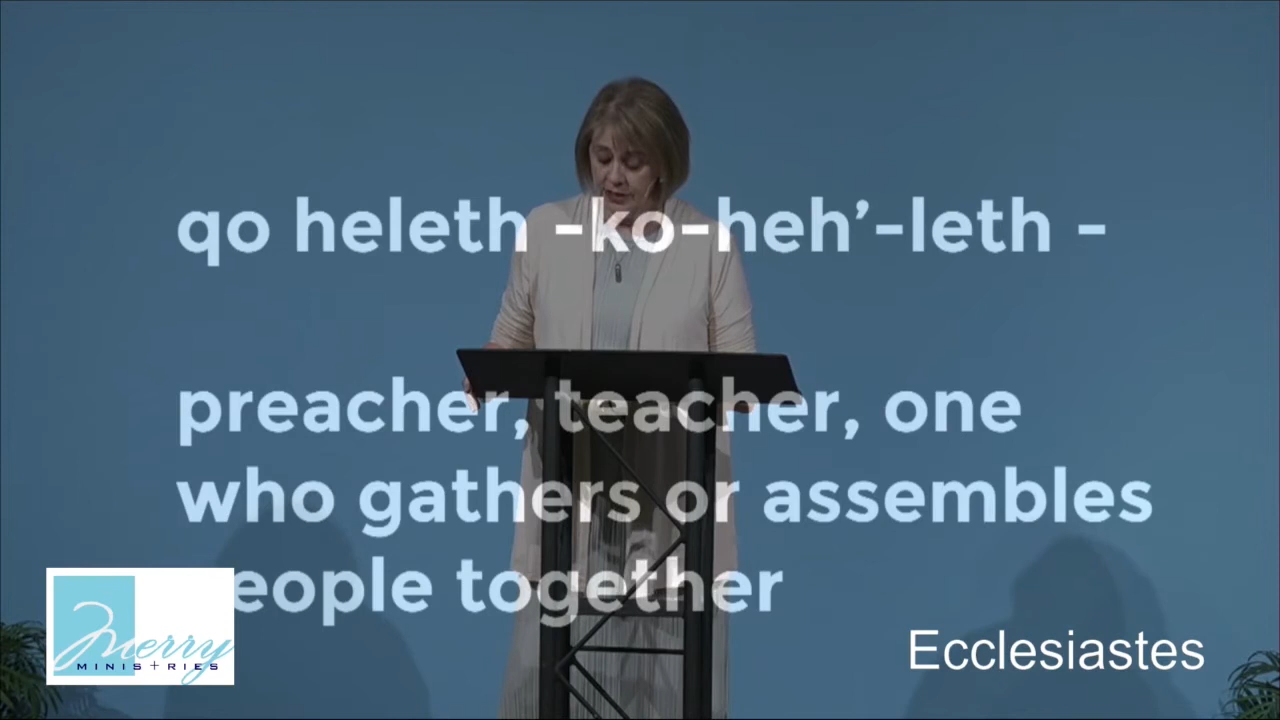 qo heleth -ko-heh’-leth -
preacher, teacher, one
who gathers or assembles
eople together
Merry
MINISTRIES
Ecclesiastes